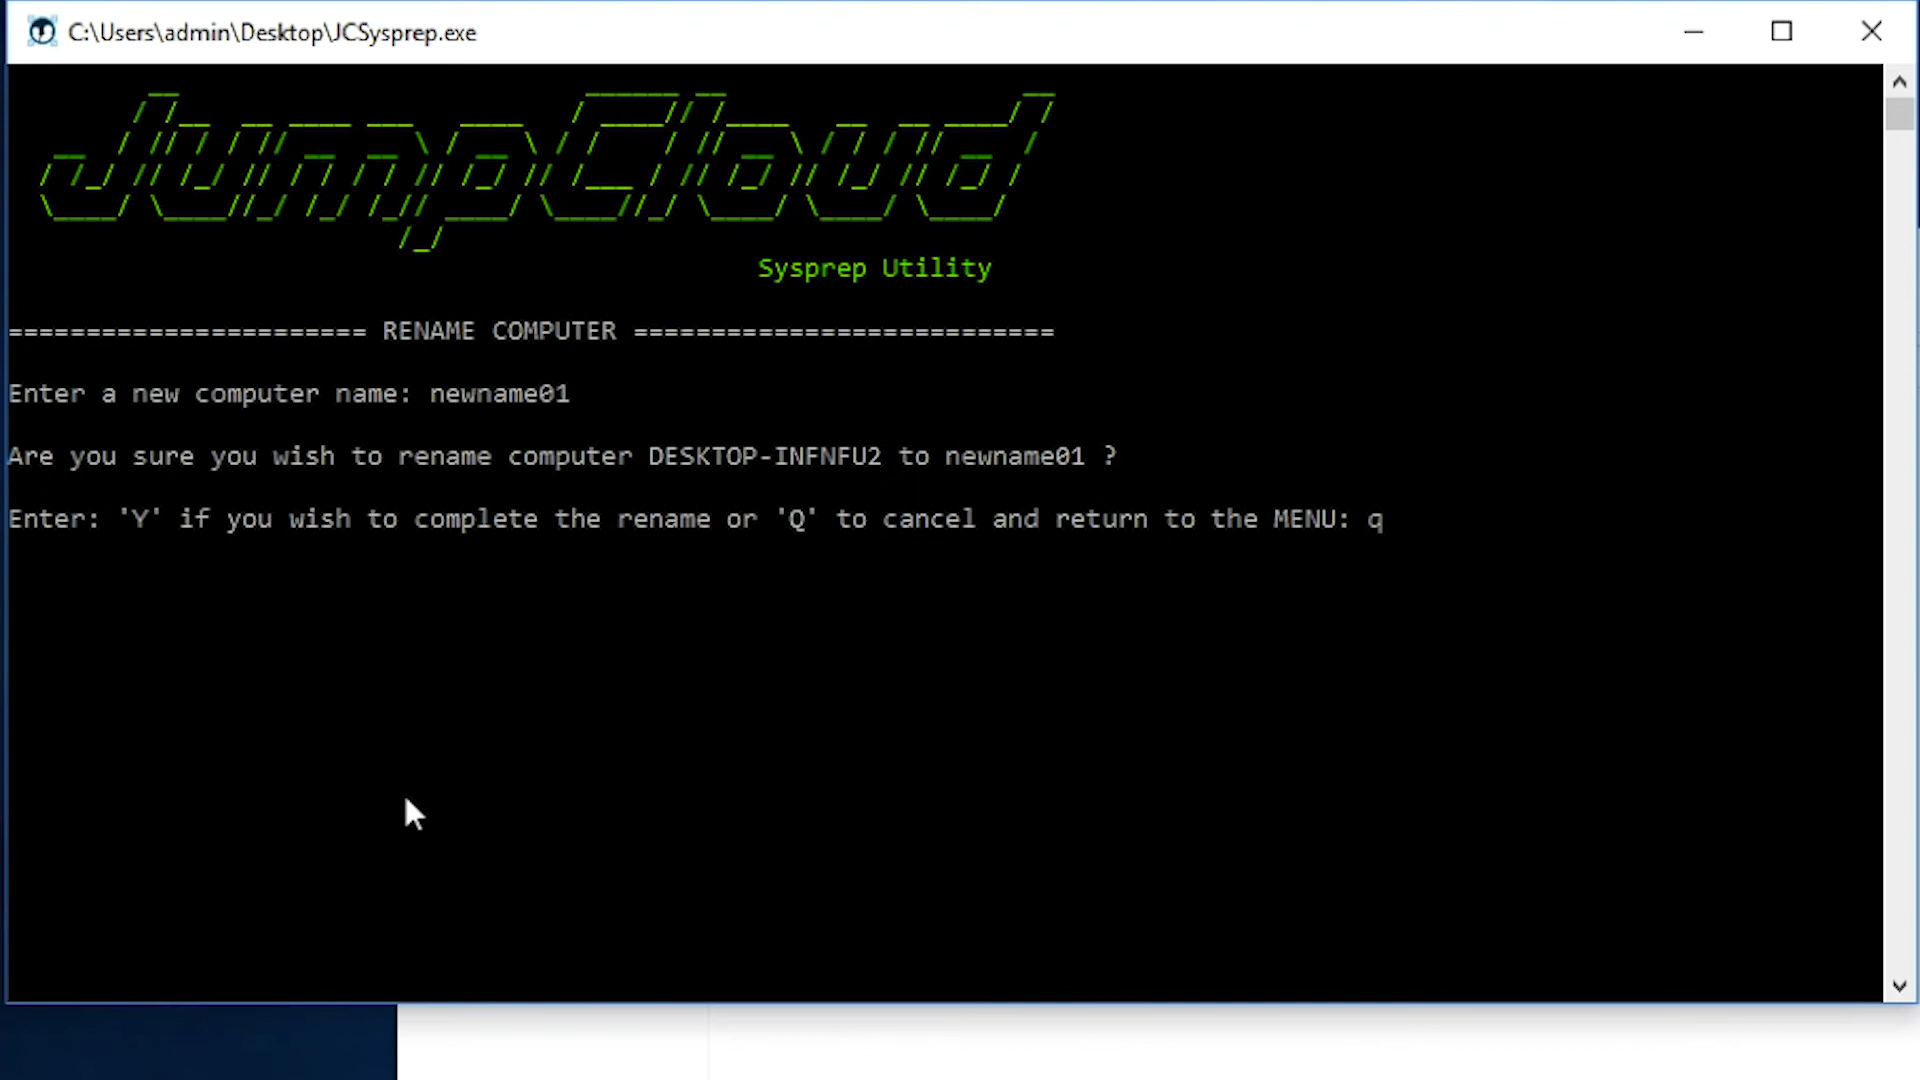 C:\Users\admin\Desktop\JCSysprep.exe
JumpCloud
Sysprep Utility
======================= RENAME COMPUTER ===========================
Enter a new computer name: newname01
Are you sure you wish to rename computer DESKTOP-INFNFU2 to newname01 ?
Enter: 'Y' if you wish to complete the rename or 'Q' to cancel and return to the MENU: q